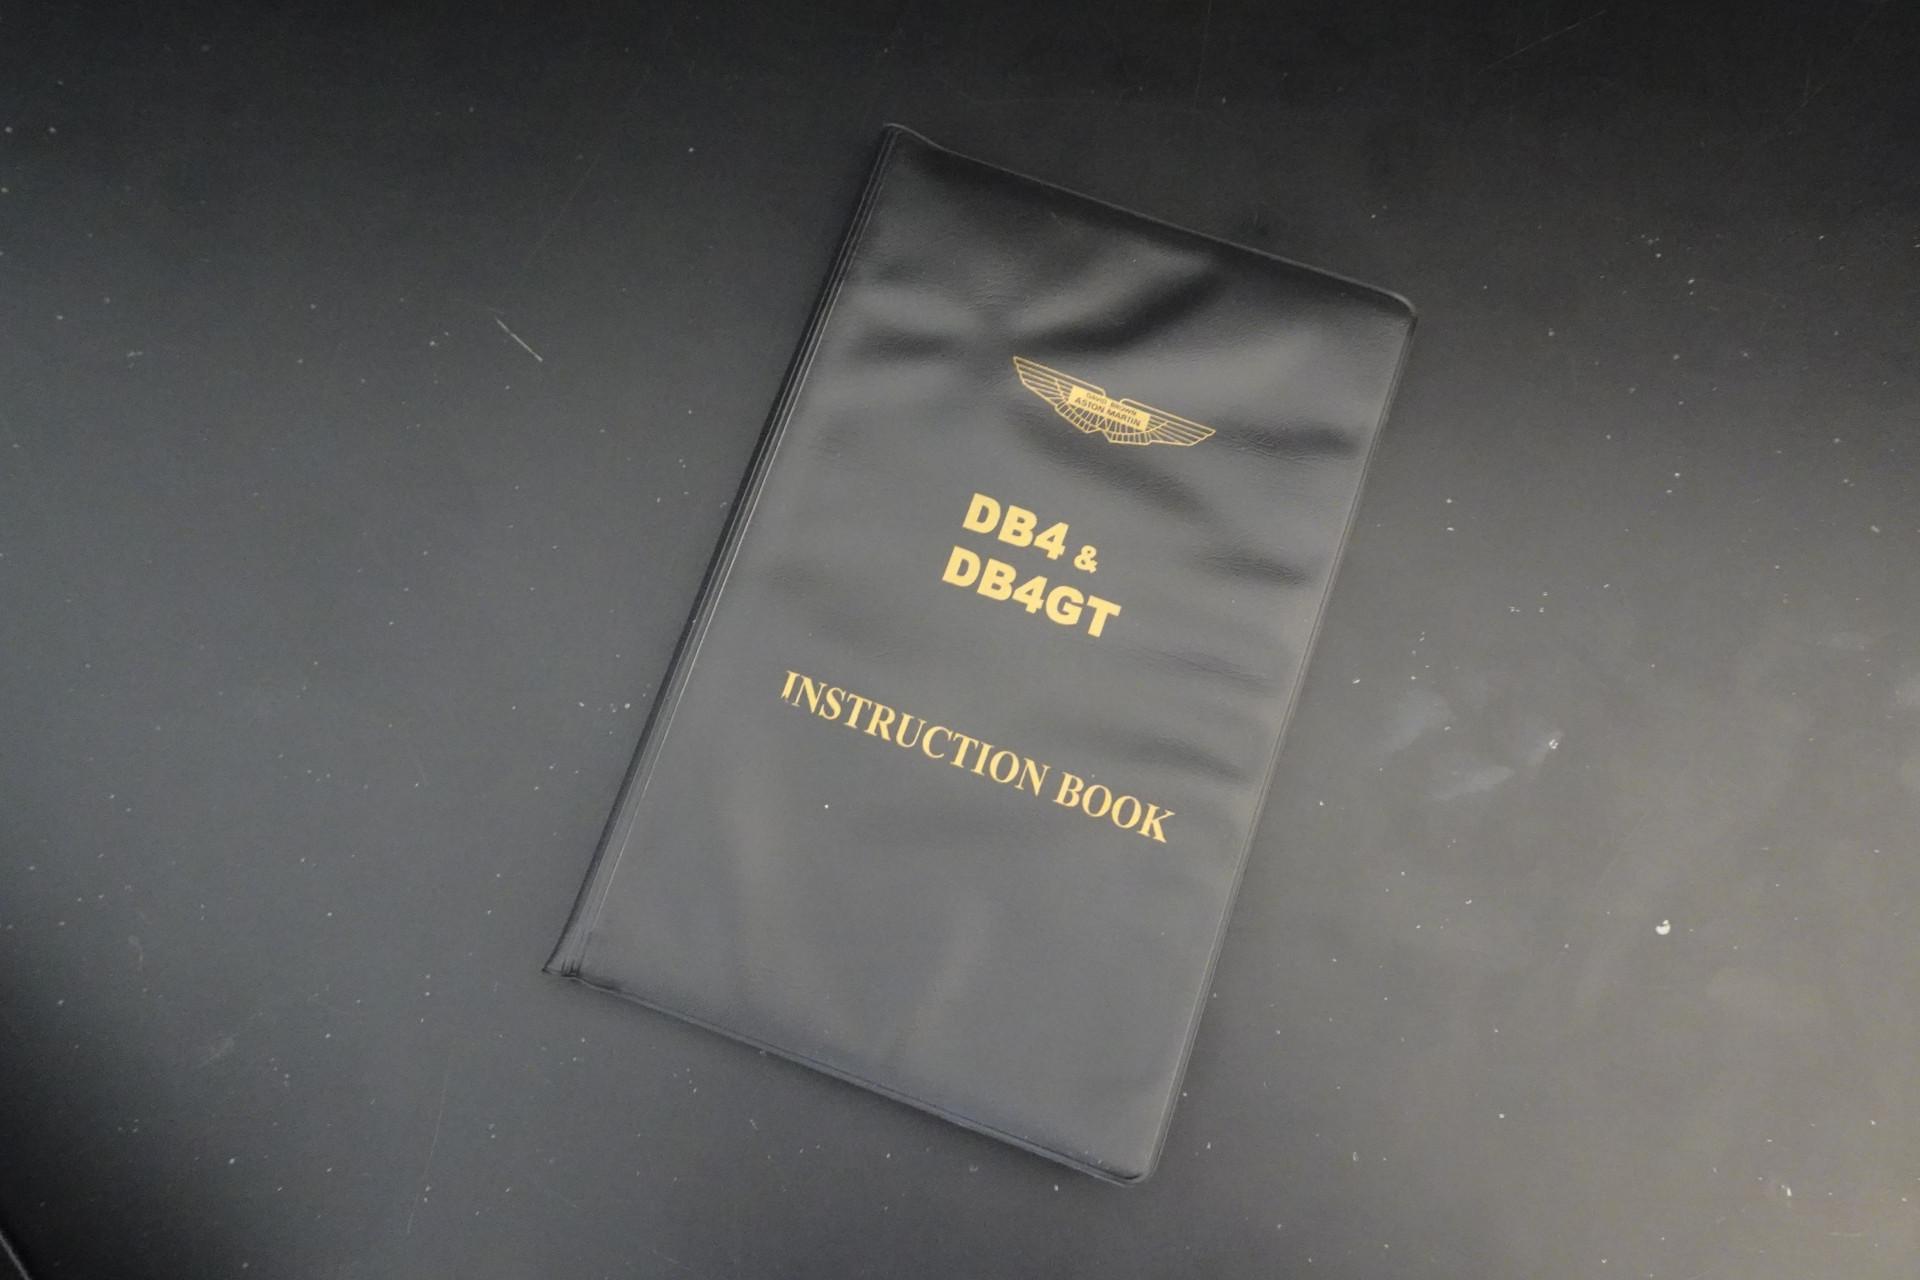 DAVID BROWN
ASTON MARTIN
DB4 &
DB4GT
INSTRUCTION BOOK